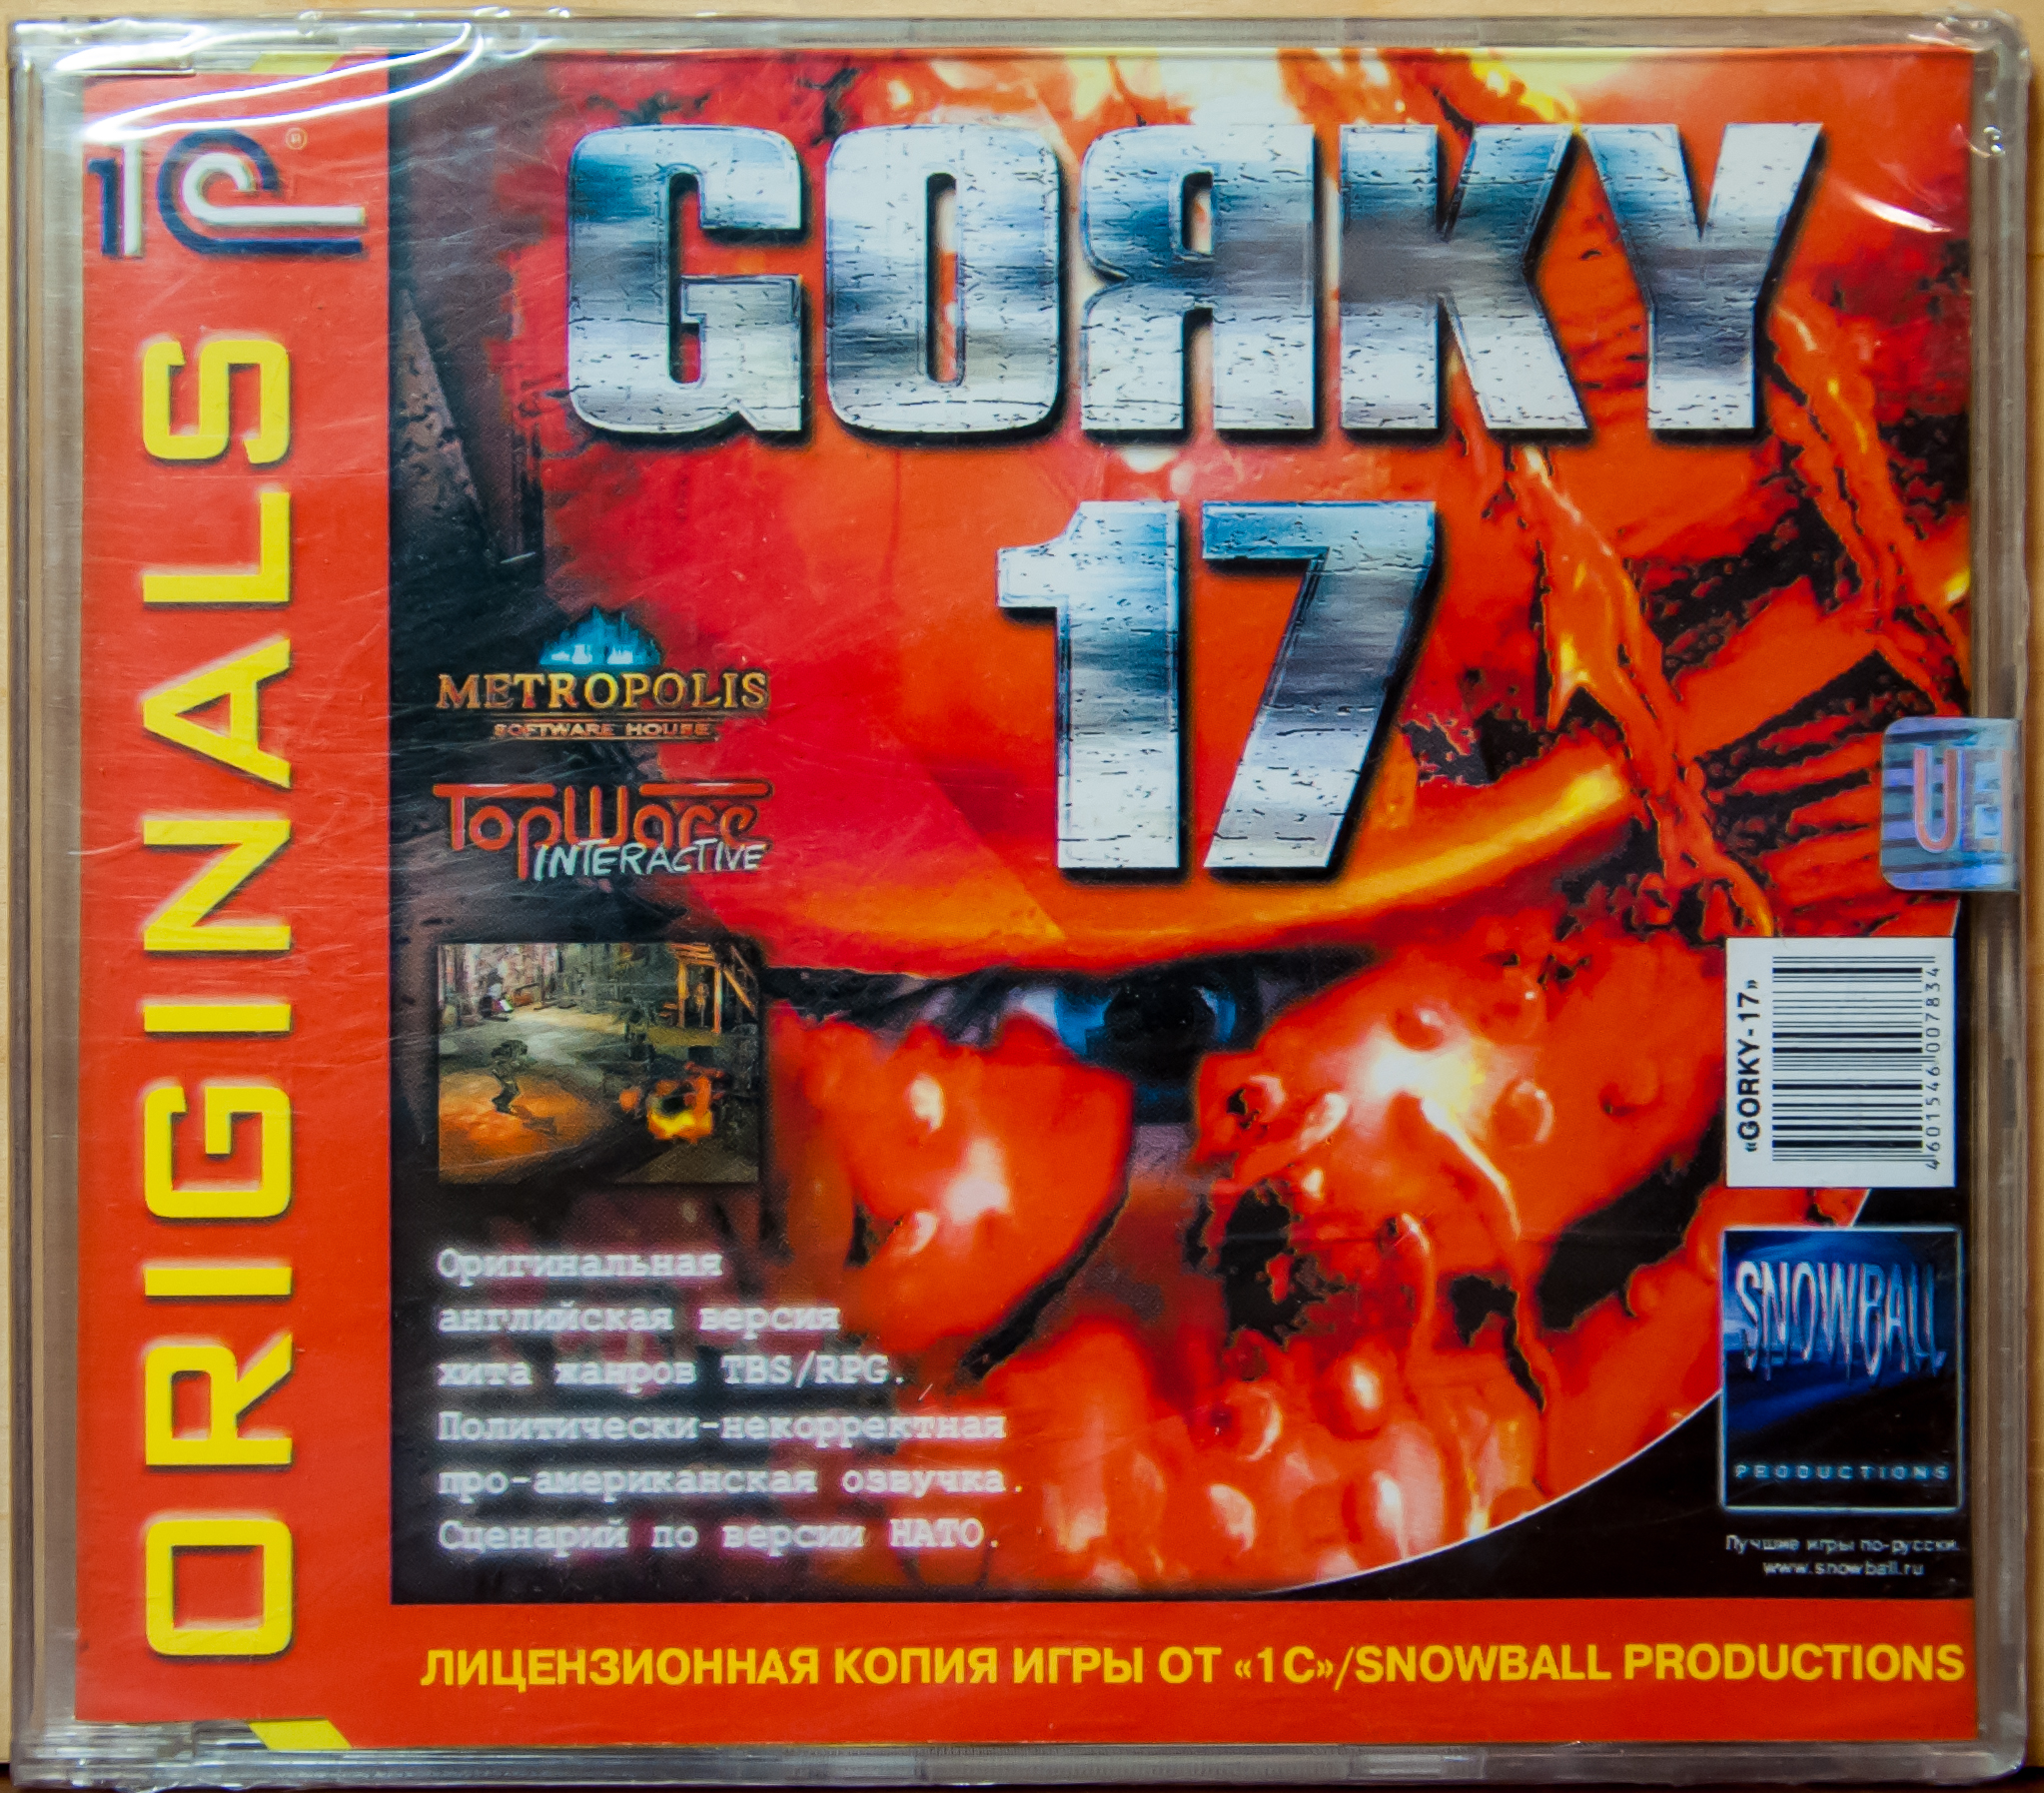 1C®
ORIGINALS
GOЯKY
17
METROPOLIS
SOFTWARE HOUSE
TopWare
INTERACTIVE
Оригинальная
английская версия
хита жанров TBS/RPG.
Политически-некорректная
про-американская озвучка.
Сценарий по версии НАТО.
«GORKY-17»
4601546007834
SNOWBALL
PRODUCTIONS
Лучшие игры по-русски.
www.snowball.ru
ЛИЦЕНЗИОННАЯ КОПИЯ ИГРЫ ОТ «1С»/SNOWBALL PRODUCTIONS